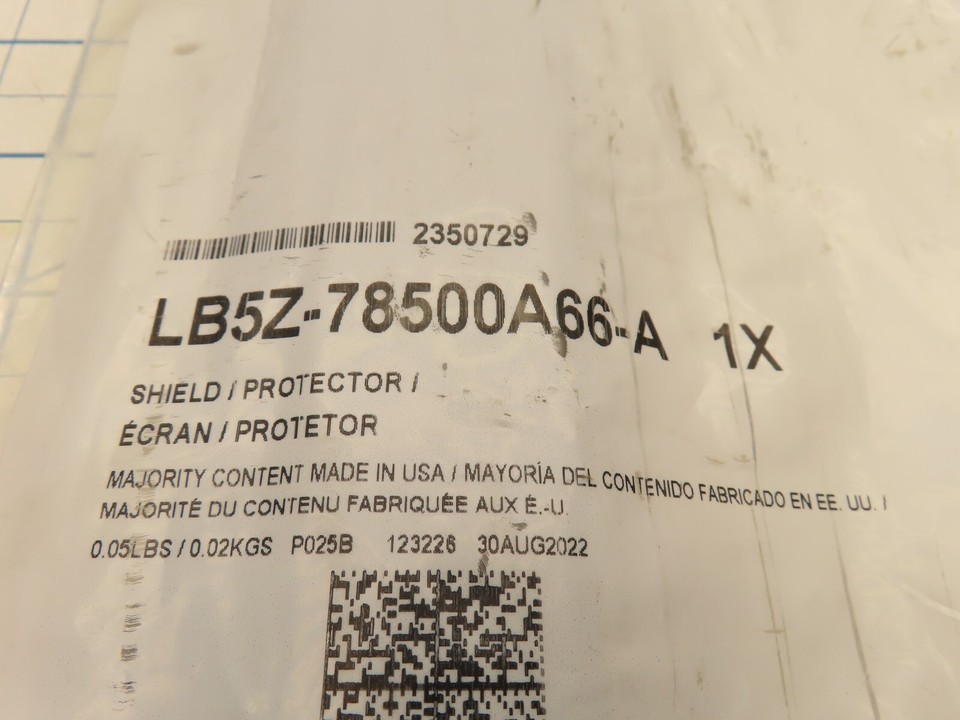 2350729
LB5Z-78500A66-A 1X
SHIELD / PROTECTOR /
ÉCRAN / PROTETOR
MAJORITY CONTENT MADE IN USA / MAYORÍA DEL CONTENIDO FABRICADO EN EE. UU. /
MAJORITÉ DU CONTENU FABRIQUÉE AUX É.-U.
0.05LBS / 0.02KGS P025B 123226 30AUG2022